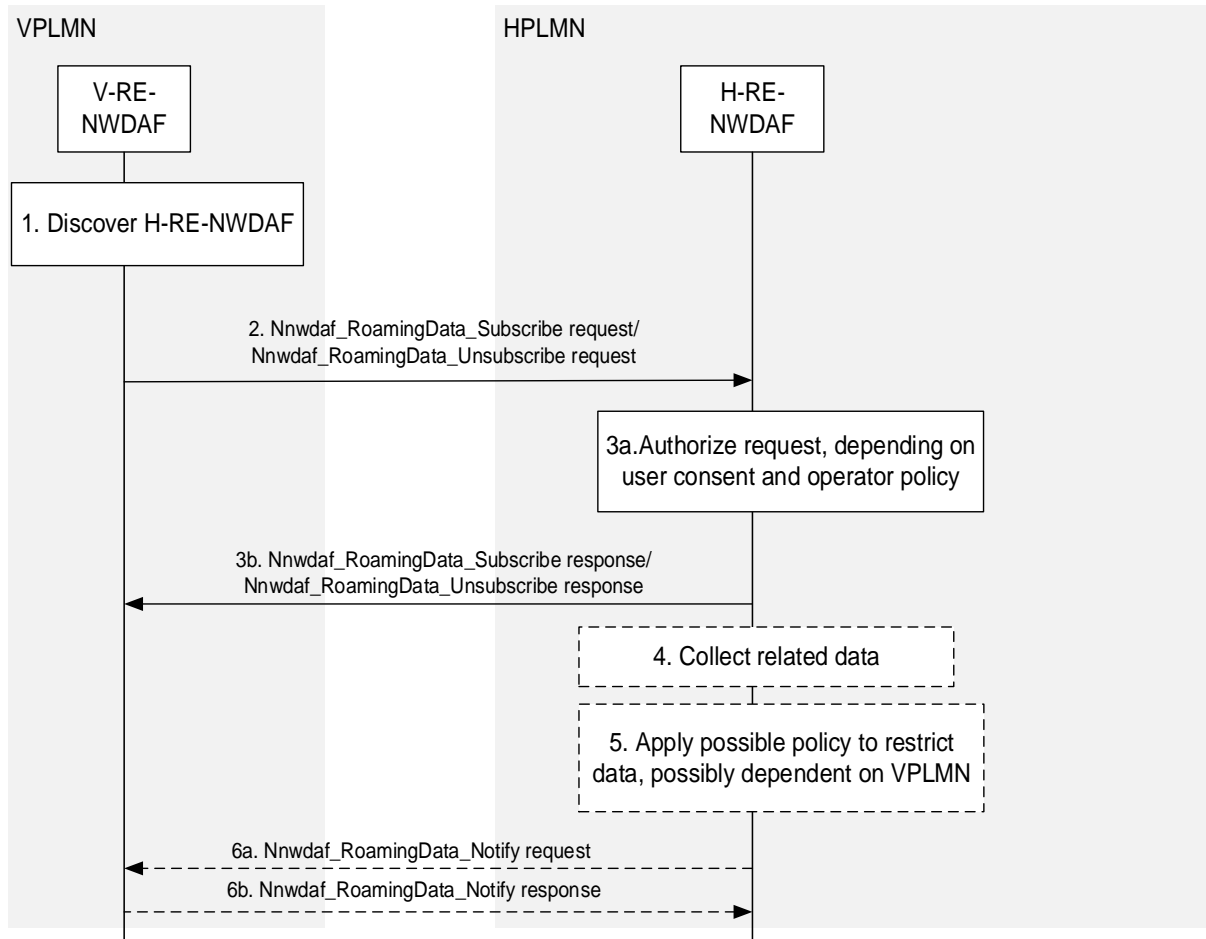 VPLMN
HPLMN
V-RE-
NWDAF
H-RE-
NWDAF
1. Discover H-RE-NWDAF
2. Nnwdaf_RoamingData_Subscribe request/
Nnwdaf_RoamingData_Unsubscribe request
3a.Authorize request, depending on
user consent and operator policy
3b. Nnwdaf_RoamingData_Subscribe response/
Nnwdaf_RoamingData_Unsubscribe response
4. Collect related data
5. Apply possible policy to restrict
data, possibly dependent on VPLMN
6a. Nnwdaf_RoamingData_Notify request
6b. Nnwdaf_RoamingData_Notify response